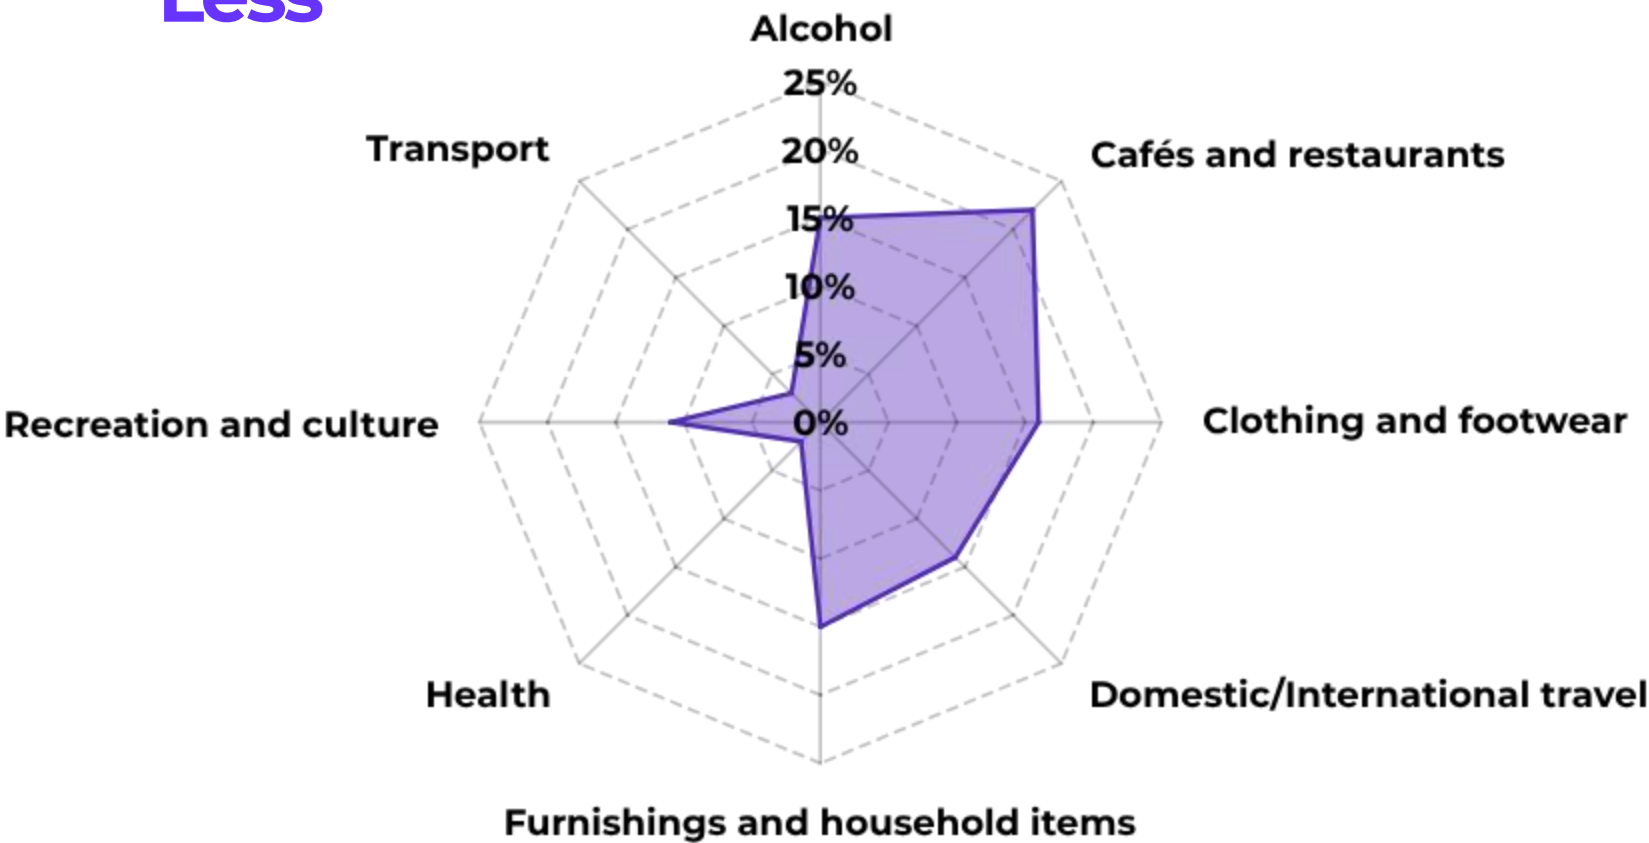 Less
Alcohol
25%
Transport
20%
Cafés and restaurants
15%
10%
5%
Recreation and culture
0%
Clothing and footwear
Health
Domestic/International travel
Furnishings and household items